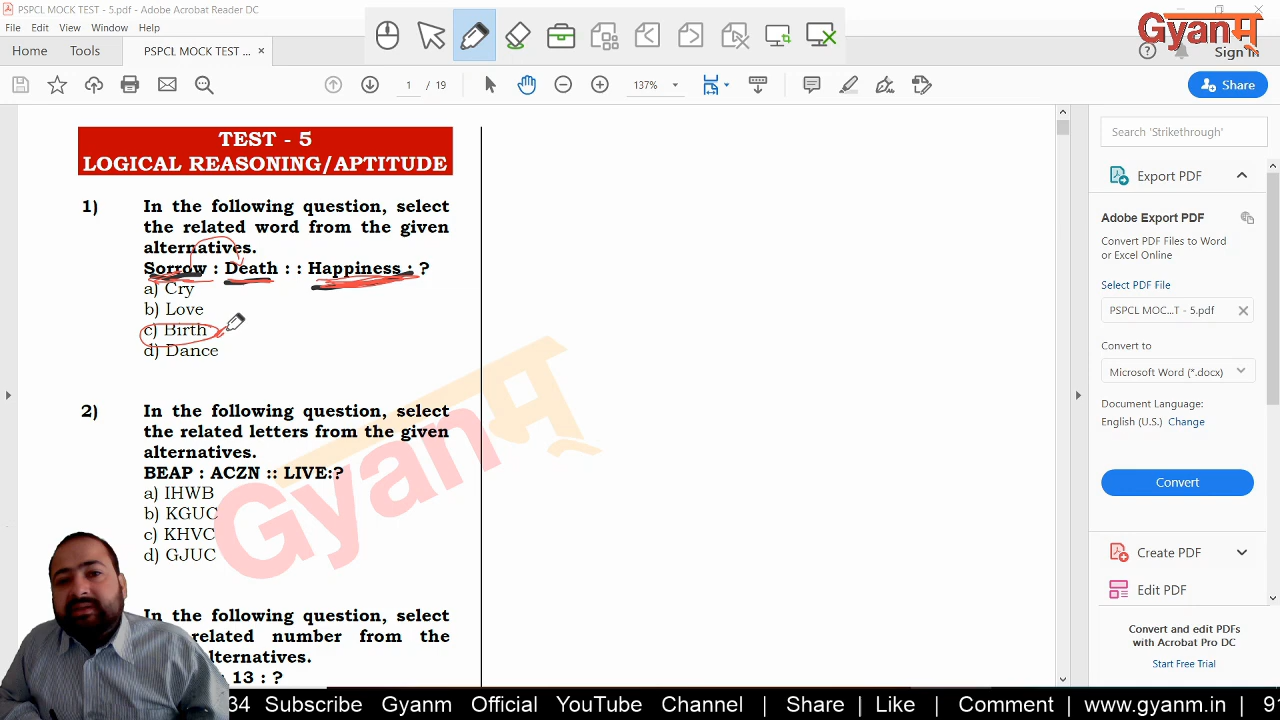 PSPCL MOCK TEST - 5.pdf - Adobe Acrobat Reader DC
File Edit View Window Help
Home Tools PSPCL MOCK TEST ... ×
Gyanम्
Sign In
1 / 19 137% Share
TEST - 5
LOGICAL REASONING/APTITUDE
1) In the following question, select
the related word from the given
alternatives.
Sorrow : Death : : Happiness : ?
a) Cry
b) Love
c) Birth
d) Dance
2) In the following question, select
the related letters from the given
alternatives.
BEAP : ACZN :: LIVE:?
a) IHWB
b) KGUC
c) KHVC
d) GJUC
In the following question, select
related number from the
alternatives.
13 : ?
Gyanम्
Search 'Strikethrough'
Export PDF
Adobe Export PDF
Convert PDF Files to Word
or Excel Online
Select PDF File
PSPCL MOC...T - 5.pdf ×
Convert to
Microsoft Word (*.docx)
Document Language:
English (U.S.) Change
Convert
Create PDF
Edit PDF
Convert and edit PDFs
with Acrobat Pro DC
Start Free Trial
34 Subscribe Gyanm Official YouTube Channel | Share | Like | Comment | www.gyanm.in | 9